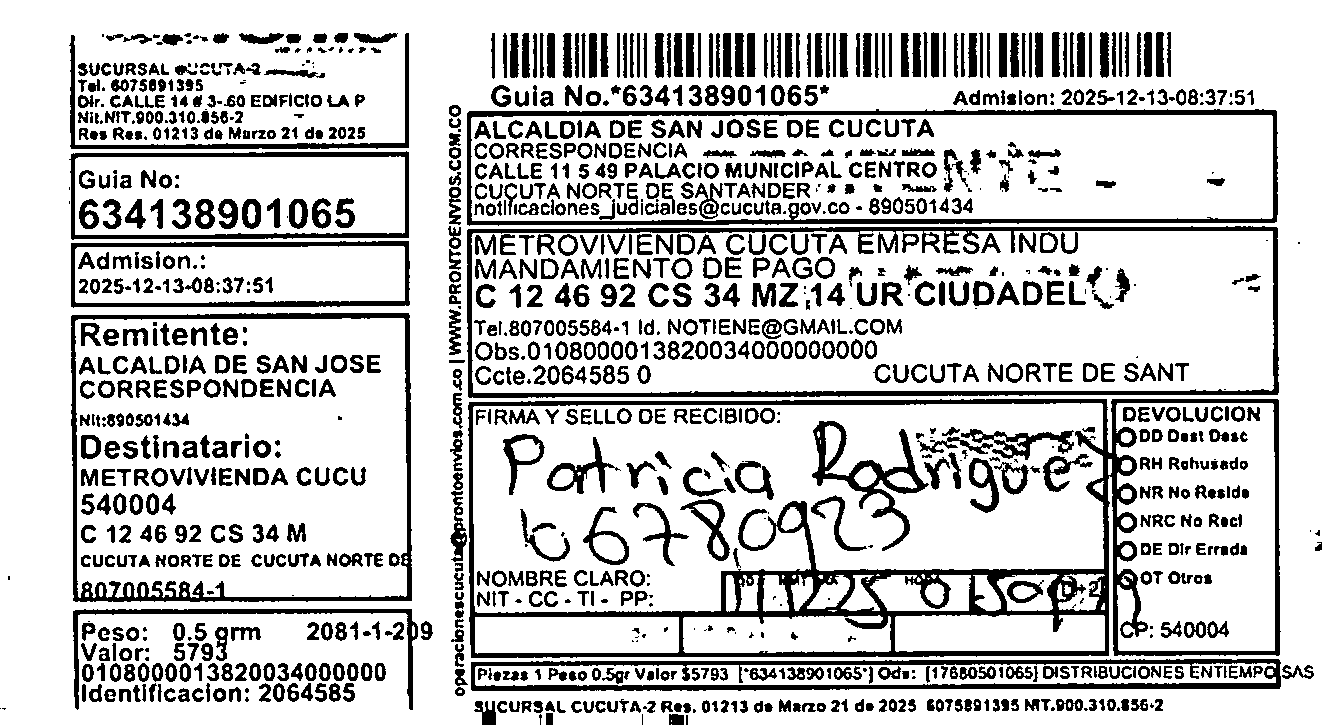 SUCURSAL CUCUTA-2
Tel. 6075891395
Dir. CALLE 14 # 3-.60 EDIFICIO LA P
Nit.NIT.900.310.856-2
Res Res. 01213 de Marzo 21 de 2025
Guia No:
634138901065
Admision.:
2025-12-13-08:37:51
Remitente:
ALCALDIA DE SAN JOSE
CORRESPONDENCIA
Nit:890501434
Destinatario:
METROVIVIENDA CUCU
540004
C 12 46 92 CS 34 M
CUCUTA NORTE DE CUCUTA NORTE DE
807005584-1
Peso: 0.5 grm 2081-1-209
Valor: 5793
01080000013820034000000
Identificacion: 2064585
operacionescucuta@prontoenvios.com.co | WWW.PRONTOENVIOS.COM.CO
Guia No.*634138901065*
Admision: 2025-12-13-08:37:51
ALCALDIA DE SAN JOSE DE CUCUTA
CORRESPONDENCIA
CALLE 11 5 49 PALACIO MUNICIPAL CENTRO
CUCUTA NORTE DE SANTANDER
notificaciones_judiciales@cucuta.gov.co - 890501434
METROVIVIENDA CUCUTA EMPRESA INDU
MANDAMIENTO DE PAGO
C 12 46 92 CS 34 MZ 14 UR CIUDADEL
Tel.807005584-1 Id. NOTIENE@GMAIL.COM
Obs.010800001382003400000000
Ccte.2064585 0 CUCUTA NORTE DE SANT
FIRMA Y SELLO DE RECIBIDO:
Patricia Rodriguez
66780923
NOMBRE CLARO:
NIT - CC - TI - PP:
DEVOLUCION
DD Dest Desc
RH Rehusado
NR No Reside
NRC No Recl
DE Dir Errada
OT Otros
CP: 540004
Piezas 1 Peso 0.5gr Valor $5793 [*634138901065*] Ods: [17680501065] DISTRIBUCIONES ENTIEMPO SAS
SUCURSAL CUCUTA-2 Res. 01213 de Marzo 21 de 2025 6075891395 NIT.900.310.856-2